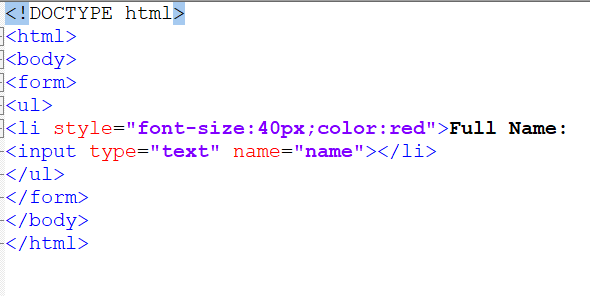 <!DOCTYPE html>
<html>
<body>
<form>
<ul>
<li style="font-size:40px;color:red">Full Name:
<input type="text" name="name"></li>
</ul>
</form>
</body>
</html>